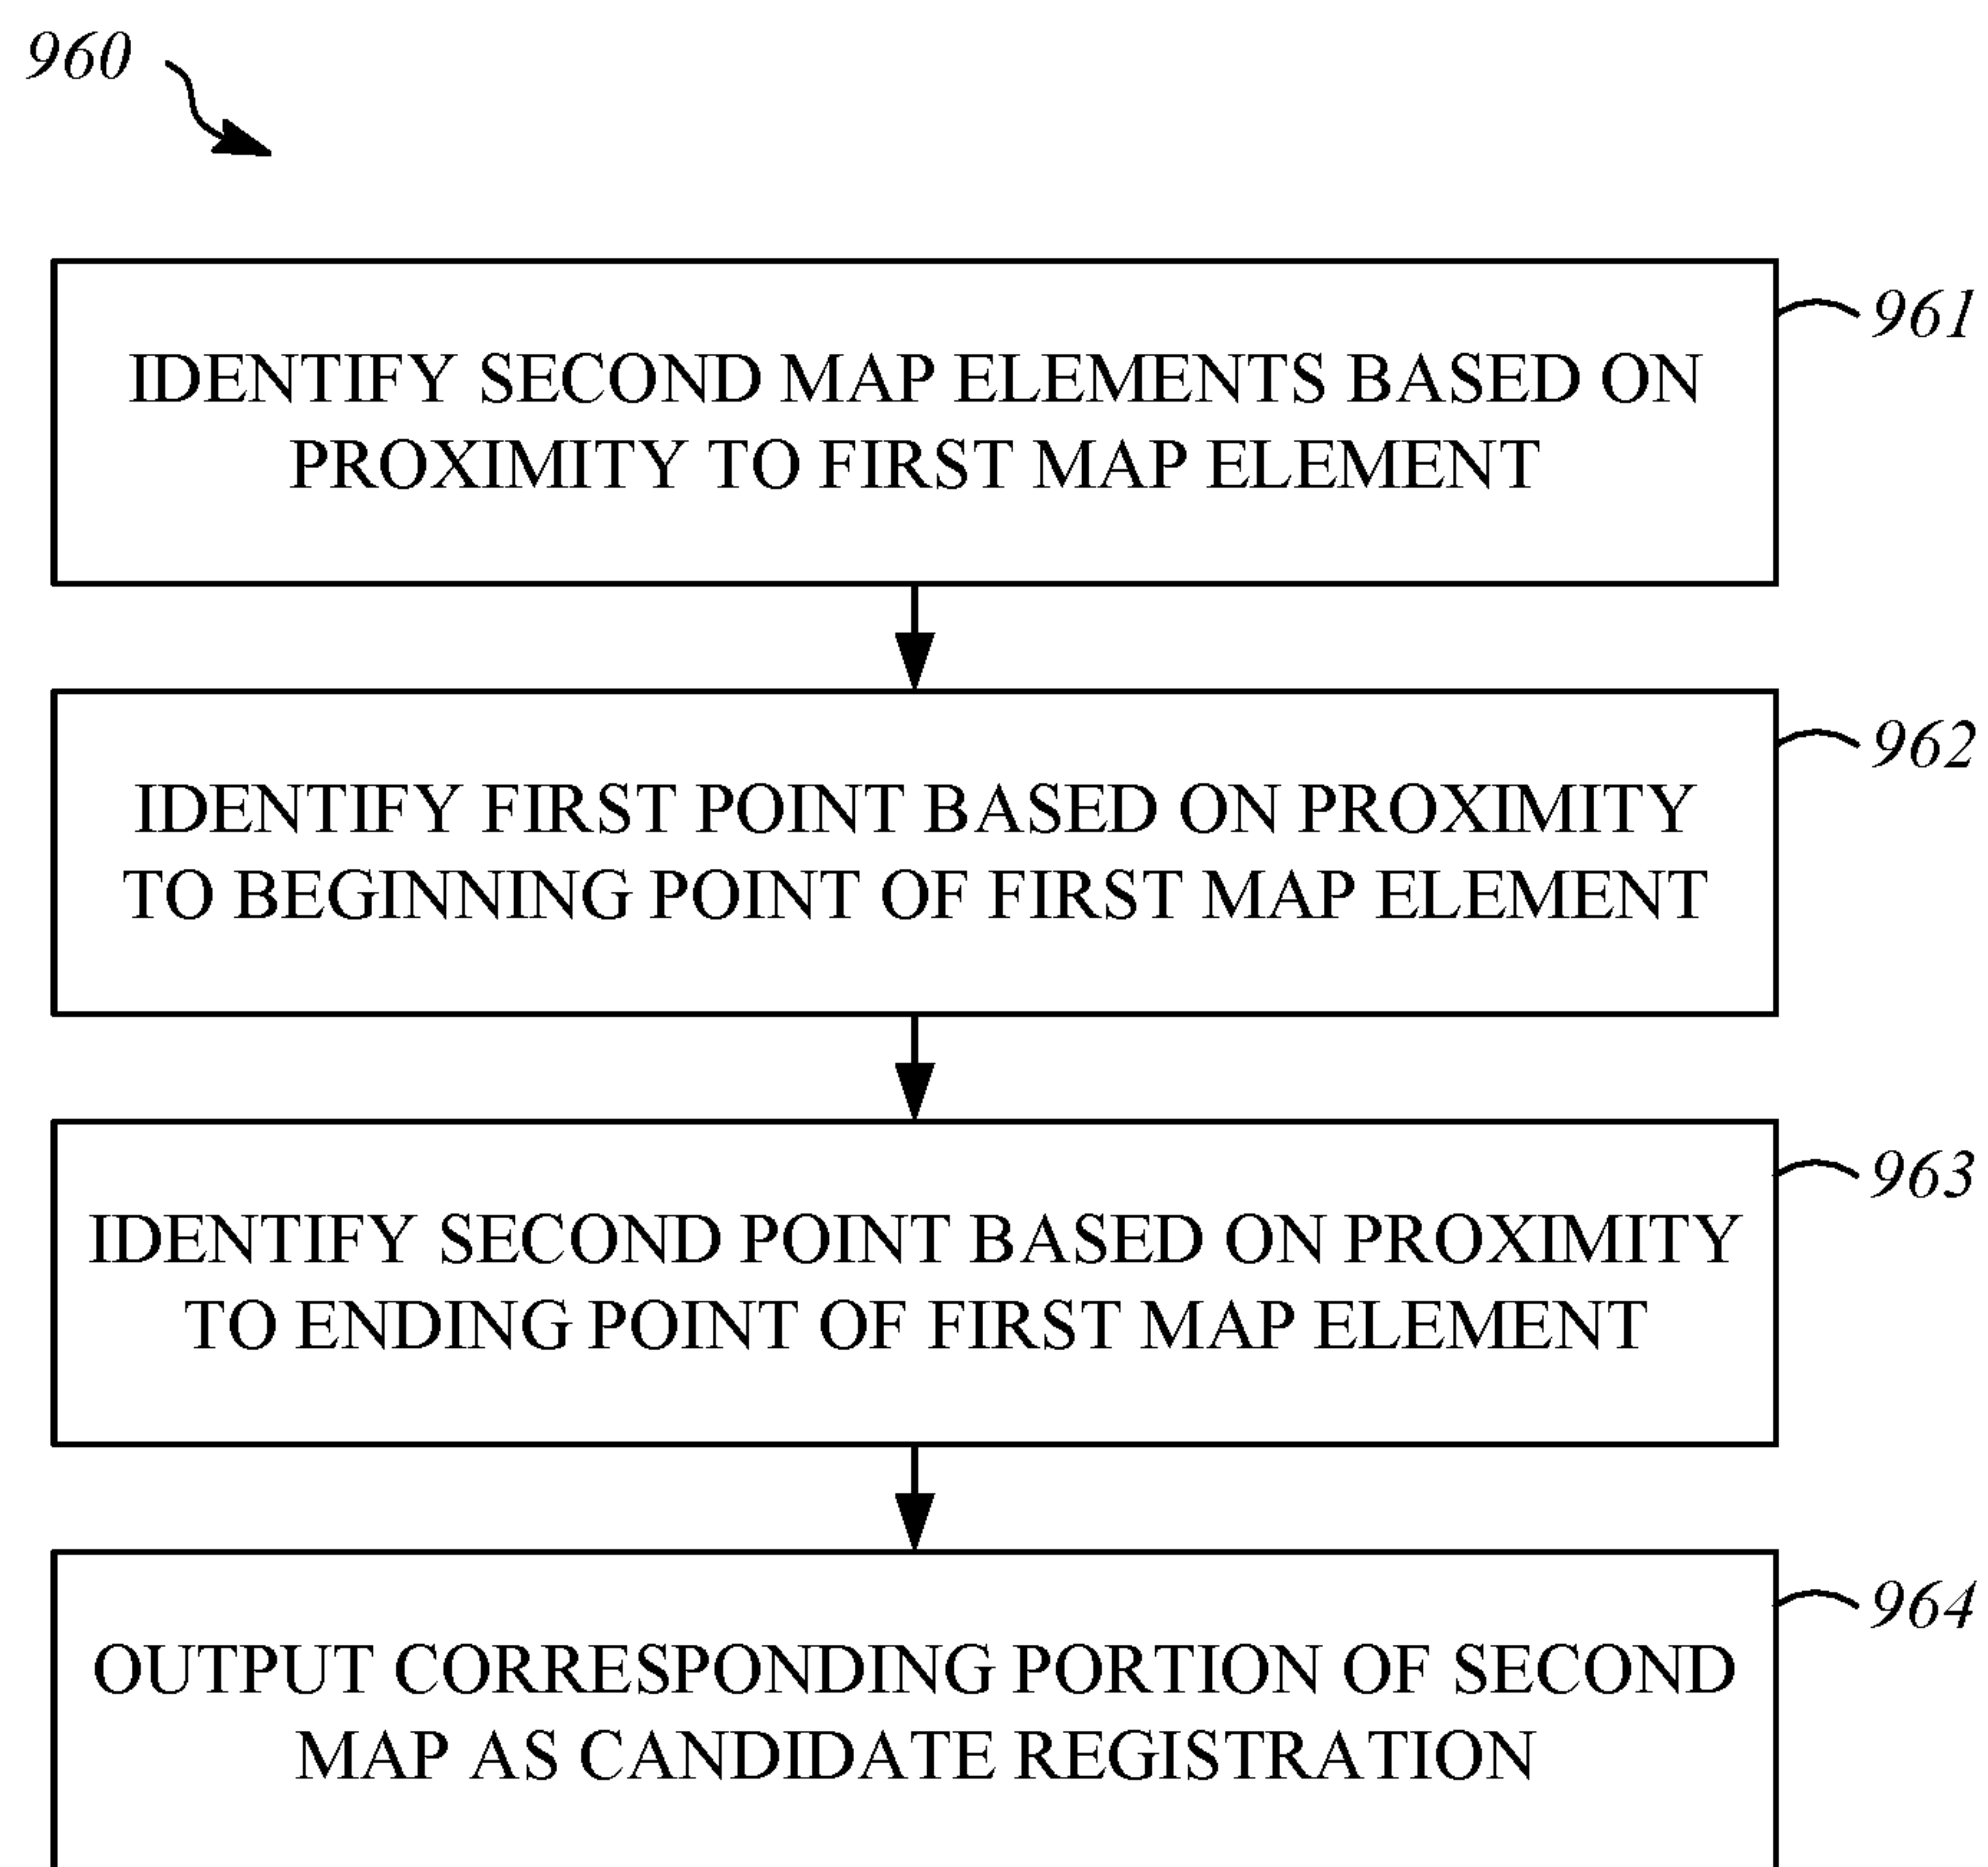 960
961
IDENTIFY SECOND MAP ELEMENTS BASED ON
PROXIMITY TO FIRST MAP ELEMENT
962
IDENTIFY FIRST POINT BASED ON PROXIMITY
TO BEGINNING POINT OF FIRST MAP ELEMENT
963
IDENTIFY SECOND POINT BASED ON PROXIMITY
TO ENDING POINT OF FIRST MAP ELEMENT
964
OUTPUT CORRESPONDING PORTION OF SECOND
MAP AS CANDIDATE REGISTRATION